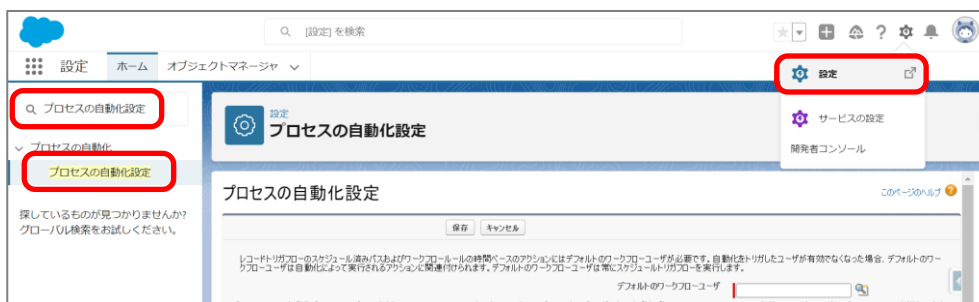 [設定] を検索
設定
ホーム
オブジェクトマネージャ
設定
サービスの設定
開発者コンソール
プロセスの自動化設定
プロセスの自動化
プロセスの自動化設定
探しているものが見つかりませんか?
グローバル検索をお試しください。
設定
プロセスの自動化設定
プロセスの自動化設定
このページのヘルプ
保存
キャンセル
レコードトリガフローのスケジュール済みパスおよびワークフロールールの時間ベースのアクションにはデフォルトのワークフローユーザが必要です。自動化をトリガしたユーザが有効でなくなった場合、デフォルトのワー
クフローユーザは自動化によって実行されるアクションに関連付けられます。デフォルトのワークフローユーザは常にスケジュールトリガフローを実行します。
デフォルトのワークフローユーザ